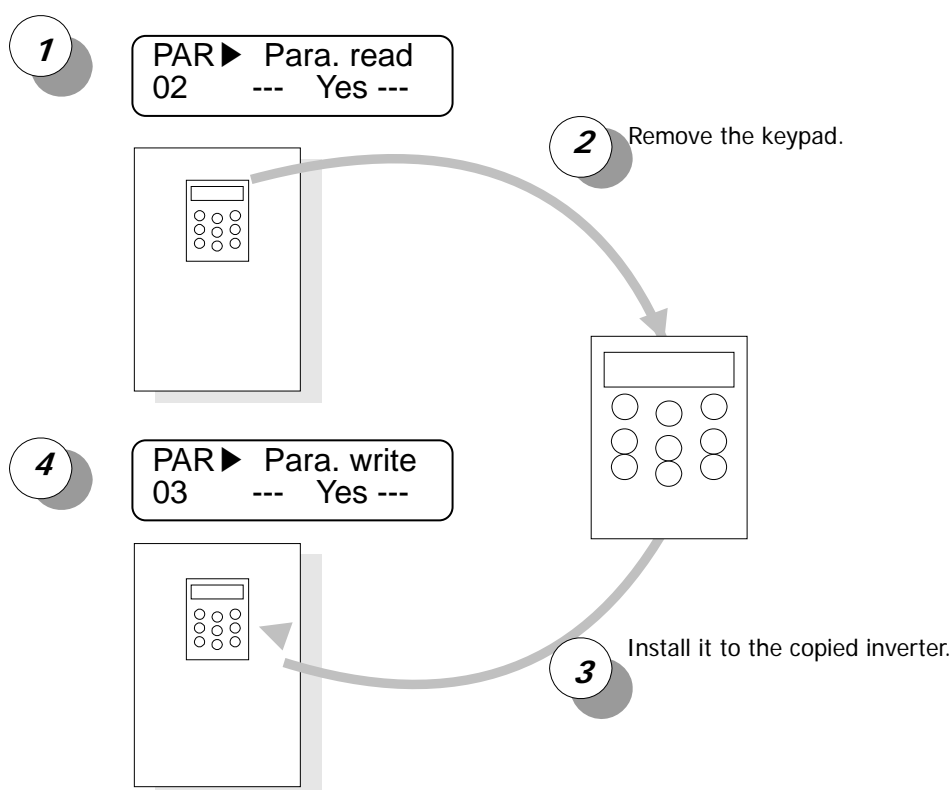 1
PAR▶ Para. read
02 --- Yes ---
2 Remove the keypad.
4
PAR▶ Para. write
03 --- Yes ---
3 Install it to the copied inverter.